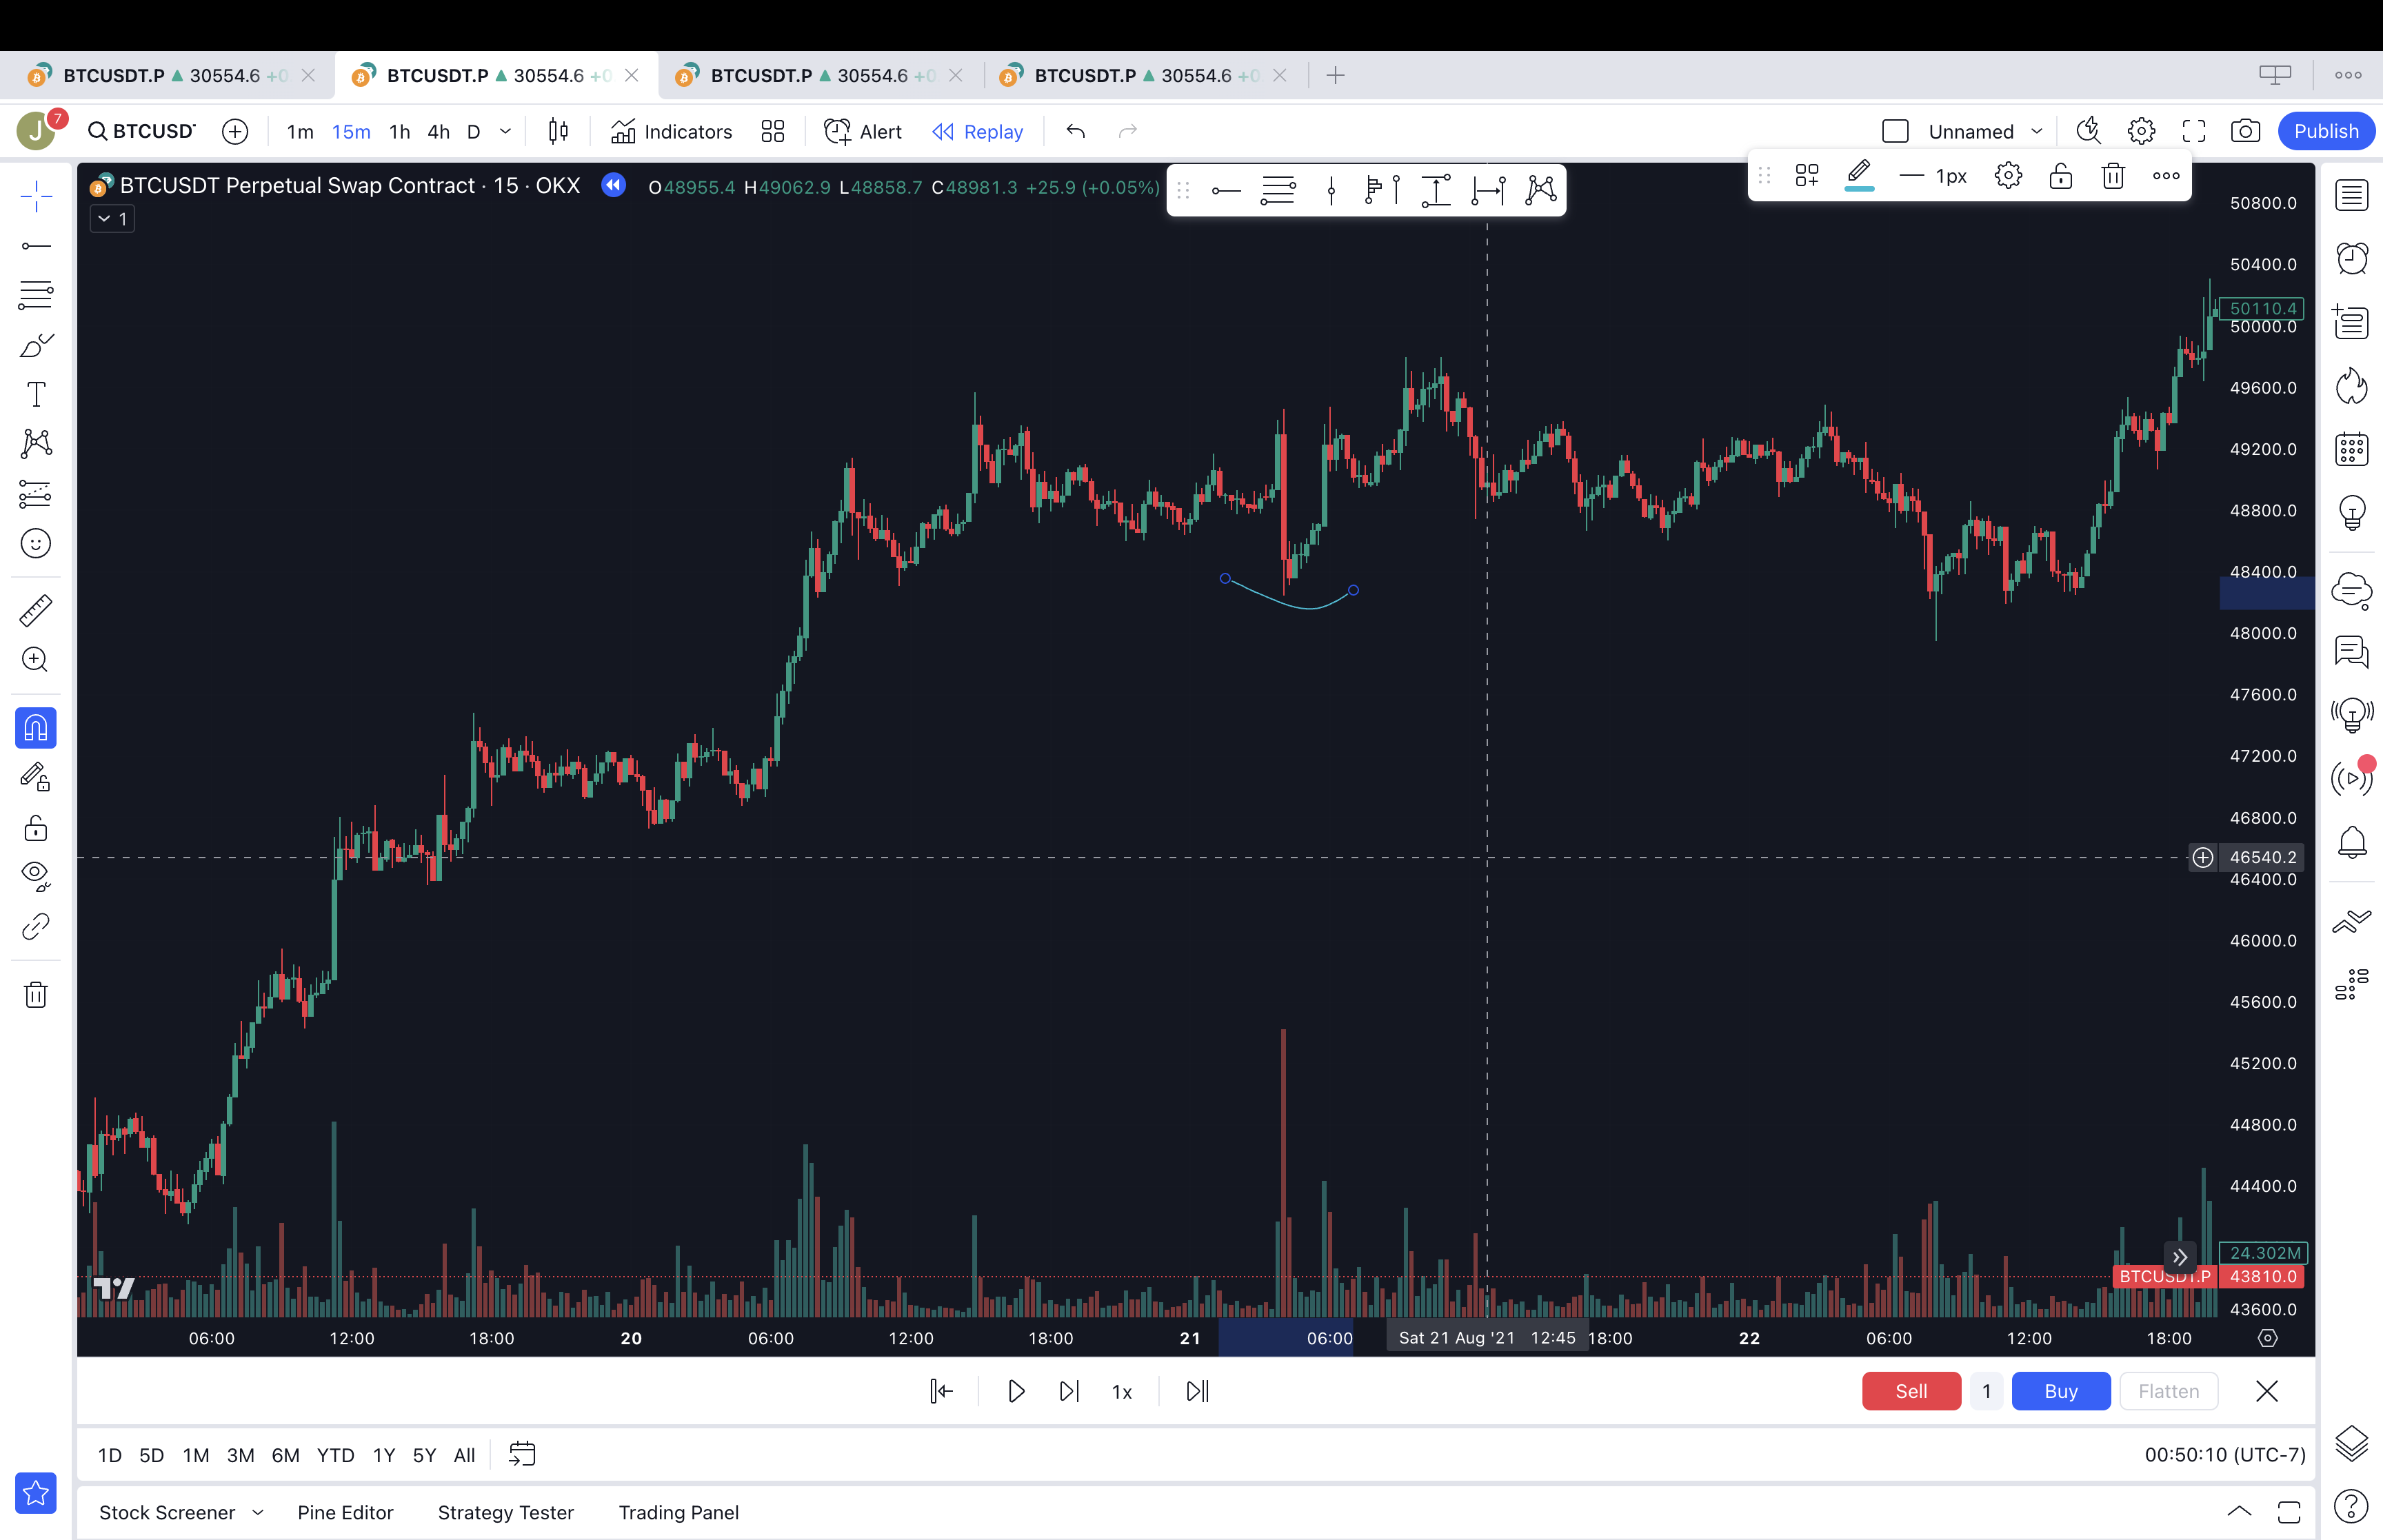 BTCUSDT.P ▲ 30554.6 +0 BTCUSDT.P ▲ 30554.6 +0 BTCUSDT.P ▲ 30554.6 +0 BTCUSDT.P ▲ 30554.6 +0
J 7 BTCUSD 1m 15m 1h 4h D Indicators Alert Replay Unnamed Publish
BTCUSDT Perpetual Swap Contract · 15 · OKX O48955.4 H49062.9 L48858.7 C48981.3 +25.9 (+0.05%)
1px
1
50800.0
50400.0
50110.4
50000.0
49600.0
49200.0
48800.0
48400.0
48000.0
47600.0
47200.0
46800.0
46540.2
46400.0
46000.0
45600.0
45200.0
44800.0
44400.0
24.302M
BTCUSDT.P 43810.0
43600.0
06:00 12:00 18:00 20 06:00 12:00 18:00 21 06:00 Sat 21 Aug '21 12:45 18:00 22 06:00 12:00 18:00
1x Sell 1 Buy Flatten
1D 5D 1M 3M 6M YTD 1Y 5Y All 00:50:10 (UTC-7)
Stock Screener Pine Editor Strategy Tester Trading Panel